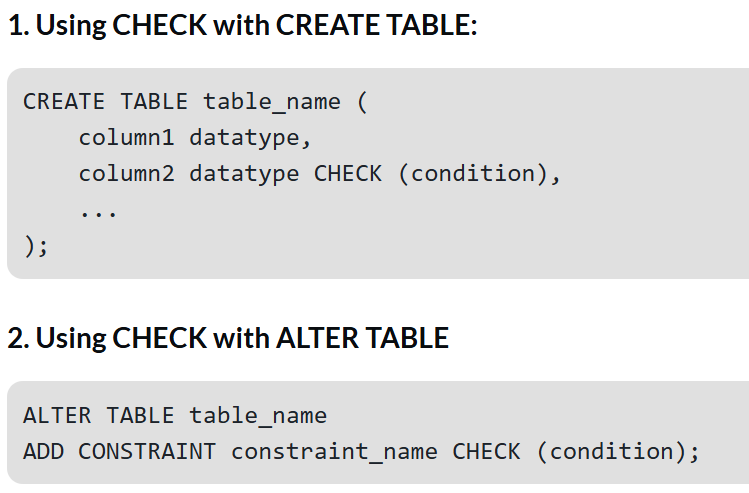 1. Using CHECK with CREATE TABLE:
CREATE TABLE table_name (
    column1 datatype,
    column2 datatype CHECK (condition),
    ...
);
2. Using CHECK with ALTER TABLE
ALTER TABLE table_name
ADD CONSTRAINT constraint_name CHECK (condition);